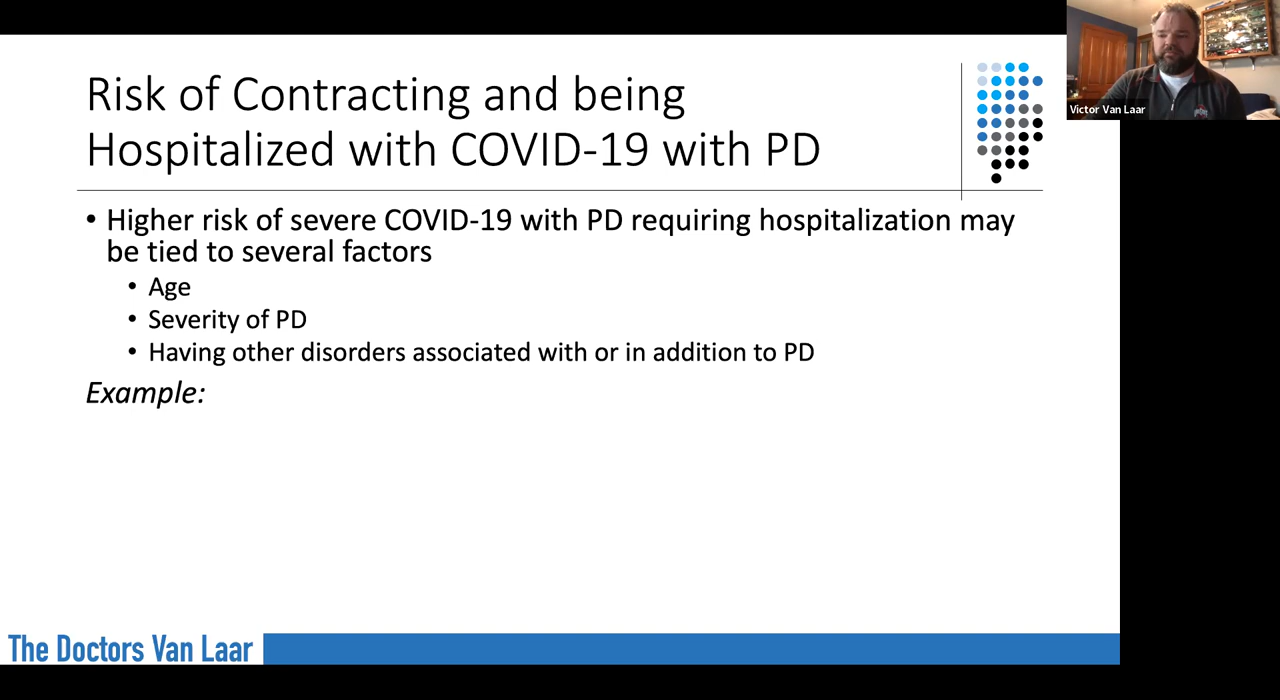 Risk of Contracting and being
Hospitalized with COVID-19 with PD
• Higher risk of severe COVID-19 with PD requiring hospitalization may
be tied to several factors
• Age
• Severity of PD
• Having other disorders associated with or in addition to PD
Example:
The Doctors Van Laar
Victor Van Laar